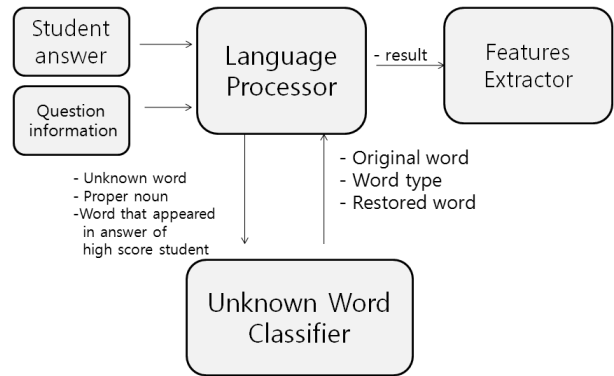 Student
answer
Question
information
Language
Processor
- result
Features
Extractor
- Unknown word
- Proper noun
-Word that appeared
in answer of
high score student
- Original word
- Word type
- Restored word
Unknown Word
Classifier